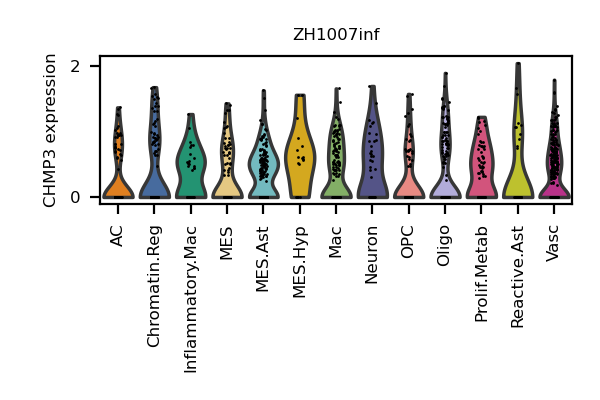 ZH1007inf
CHMP3 expression
2
0
AC
Chromatin.Reg
Inflammatory.Mac
MES
MES.Ast
MES.Hyp
Mac
Neuron
OPC
Oligo
Prolif.Metab
Reactive.Ast
Vasc